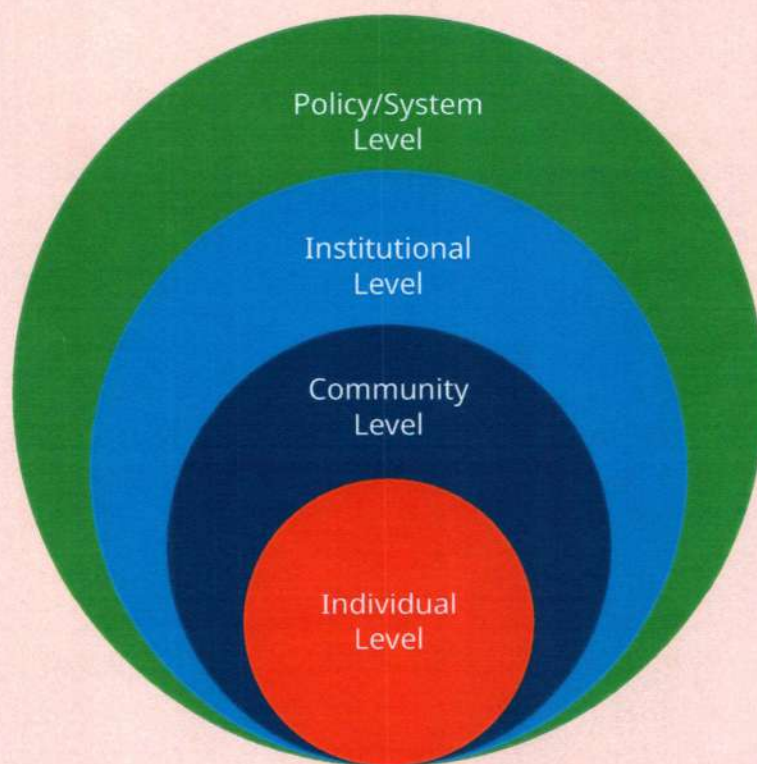 Policy/System
Level
Institutional
Level
Community
Level
Individual
Level